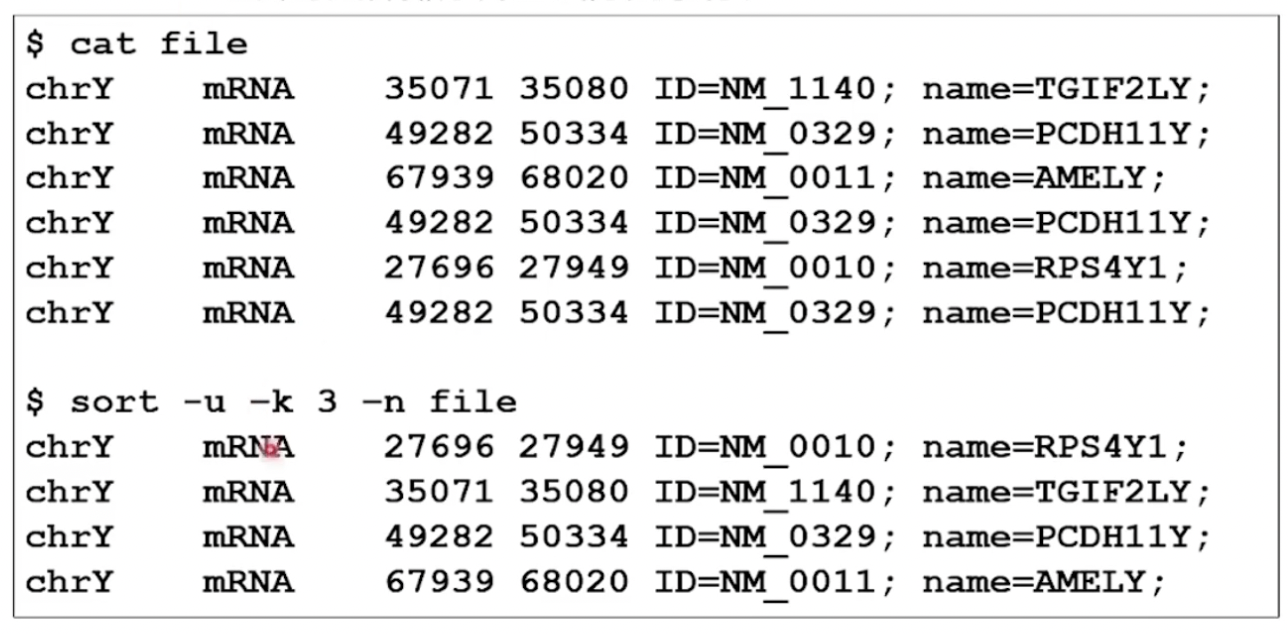 $ cat file
chrY mRNA 35071 35080 ID=NM_1140; name=TGIF2LY;
chrY mRNA 49282 50334 ID=NM_0329; name=PCDH11Y;
chrY mRNA 67939 68020 ID=NM_0011; name=AMELY;
chrY mRNA 49282 50334 ID=NM_0329; name=PCDH11Y;
chrY mRNA 27696 27949 ID=NM_0010; name=RPS4Y1;
chrY mRNA 49282 50334 ID=NM_0329; name=PCDH11Y;
$ sort -u -k 3 -n file
chrY mRNA 27696 27949 ID=NM_0010; name=RPS4Y1;
chrY mRNA 35071 35080 ID=NM_1140; name=TGIF2LY;
chrY mRNA 49282 50334 ID=NM_0329; name=PCDH11Y;
chrY mRNA 67939 68020 ID=NM_0011; name=AMELY;